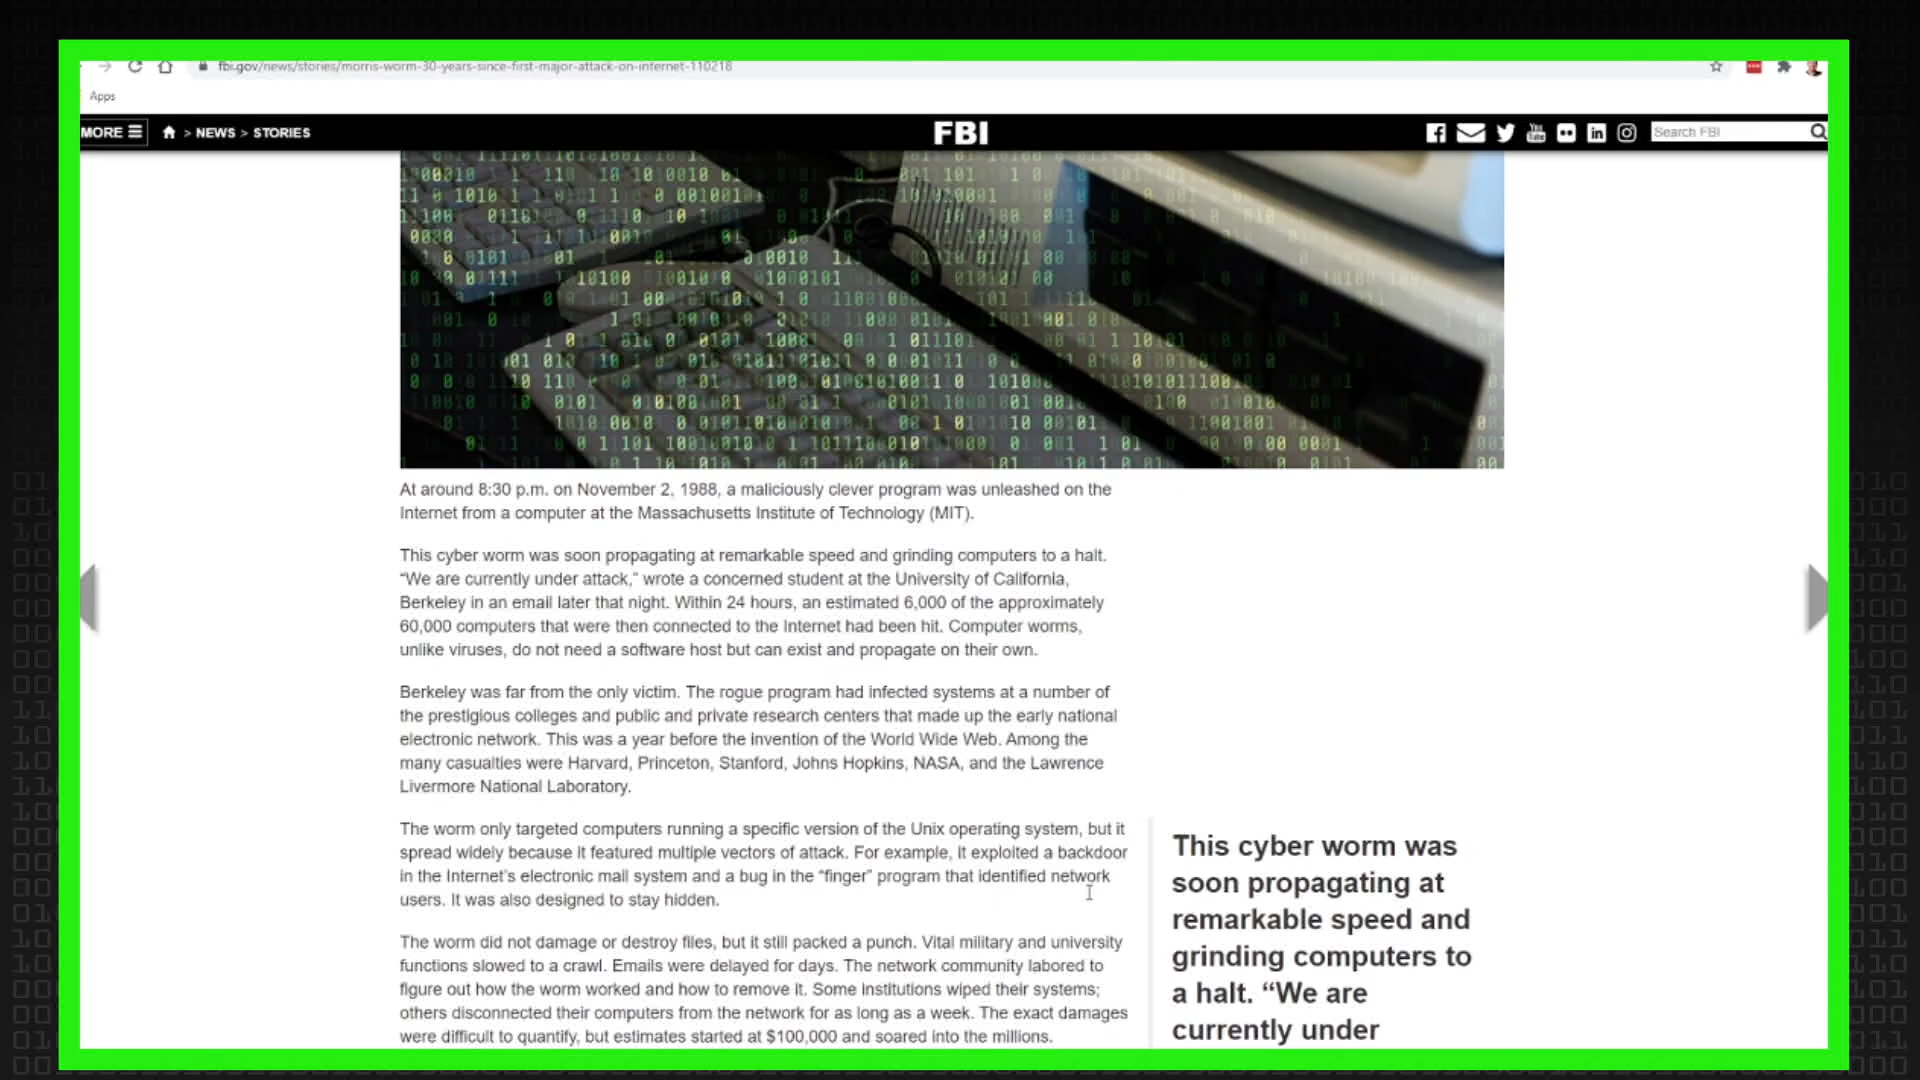 fbi.gov/news/stories/morris-worm-30-years-since-first-major-attack-on-internet-110218
Apps
MORE
> NEWS > STORIES
FBI
Search FBI
At around 8:30 p.m. on November 2, 1988, a maliciously clever program was unleashed on the
Internet from a computer at the Massachusetts Institute of Technology (MIT).
This cyber worm was soon propagating at remarkable speed and grinding computers to a halt.
“We are currently under attack,” wrote a concerned student at the University of California,
Berkeley in an email later that night. Within 24 hours, an estimated 6,000 of the approximately
60,000 computers that were then connected to the Internet had been hit. Computer worms,
unlike viruses, do not need a software host but can exist and propagate on their own.
Berkeley was far from the only victim. The rogue program had infected systems at a number of
the prestigious colleges and public and private research centers that made up the early national
electronic network. This was a year before the invention of the World Wide Web. Among the
many casualties were Harvard, Princeton, Stanford, Johns Hopkins, NASA, and the Lawrence
Livermore National Laboratory.
The worm only targeted computers running a specific version of the Unix operating system, but it
spread widely because it featured multiple vectors of attack. For example, it exploited a backdoor
in the Internet’s electronic mail system and a bug in the “finger” program that identified network
users. It was also designed to stay hidden.
The worm did not damage or destroy files, but it still packed a punch. Vital military and university
functions slowed to a crawl. Emails were delayed for days. The network community labored to
figure out how the worm worked and how to remove it. Some institutions wiped their systems;
others disconnected their computers from the network for as long as a week. The exact damages
were difficult to quantify, but estimates started at $100,000 and soared into the millions.
This cyber worm was
soon propagating at
remarkable speed and
grinding computers to
a halt. “We are
currently under